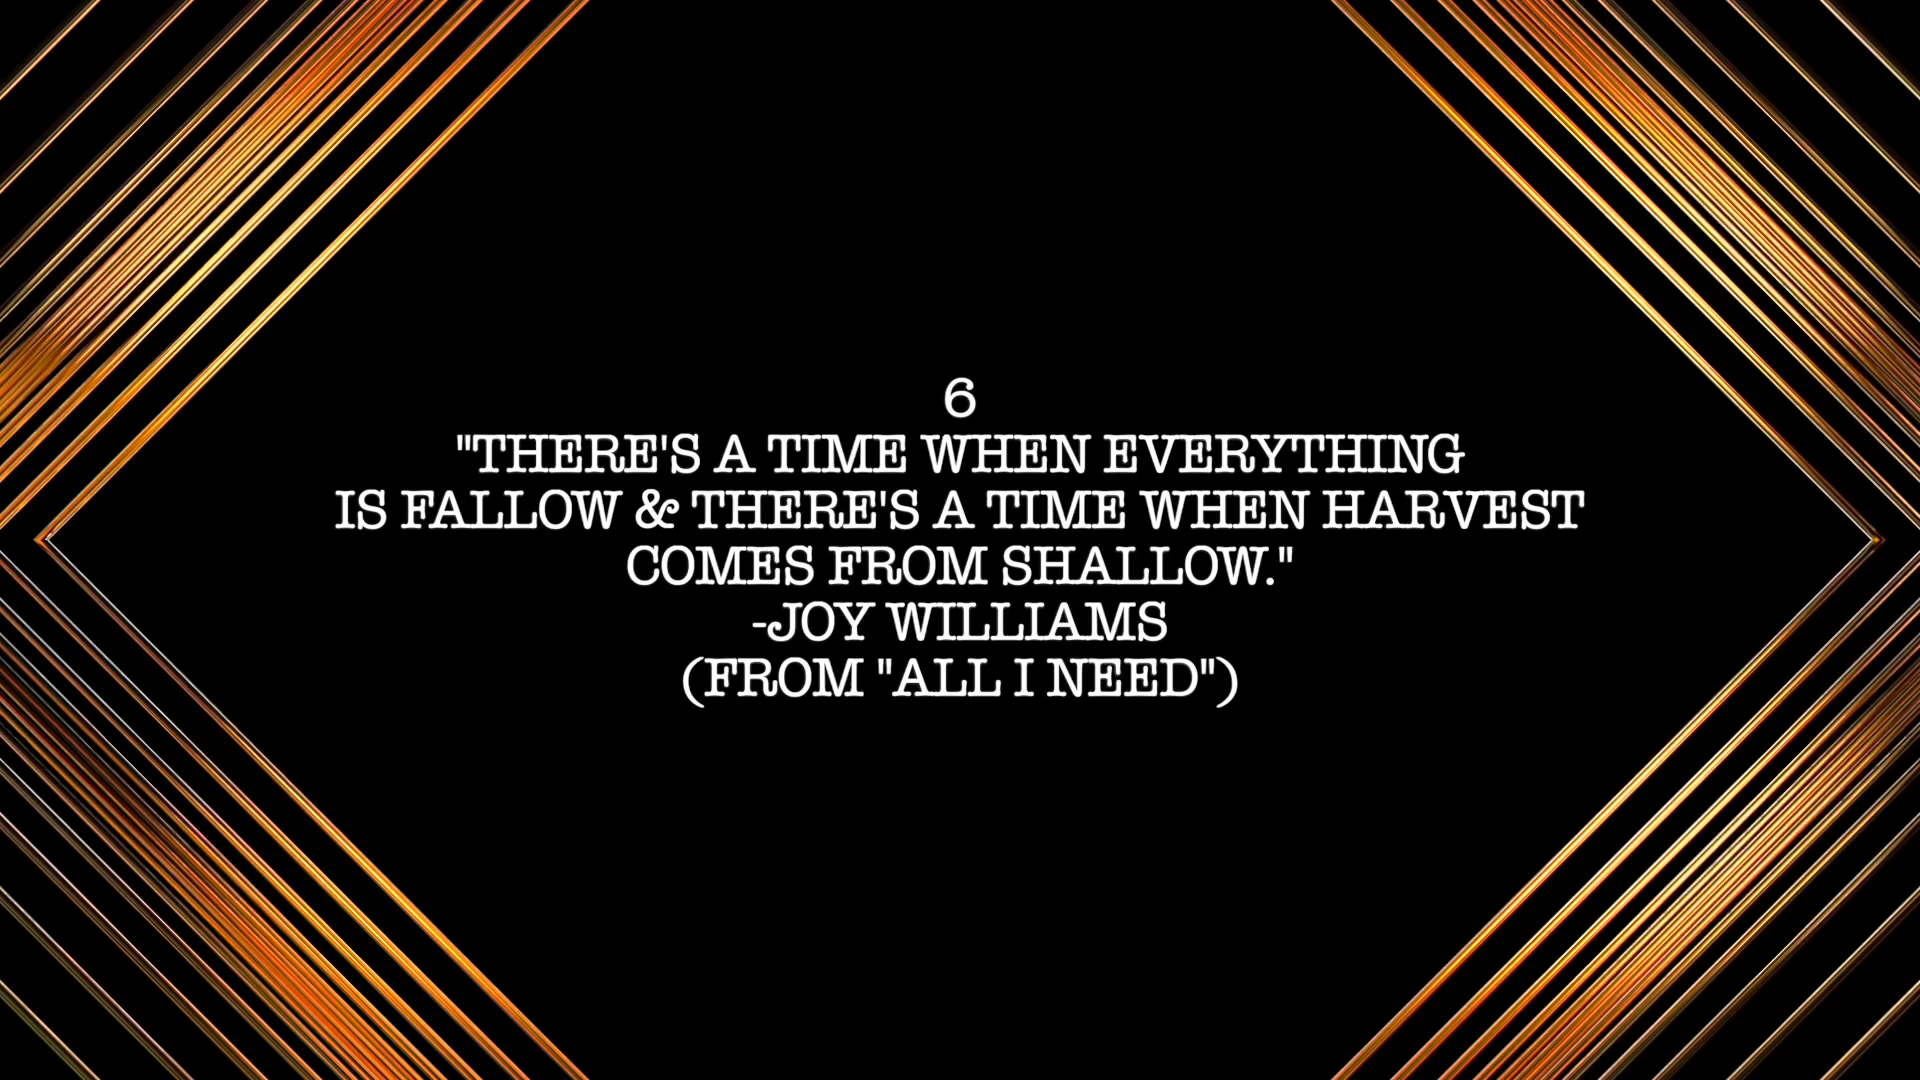 6
"THERE'S A TIME WHEN EVERYTHING
IS FALLOW & THERE'S A TIME WHEN HARVEST
COMES FROM SHALLOW."
-JOY WILLIAMS
(FROM "ALL I NEED")